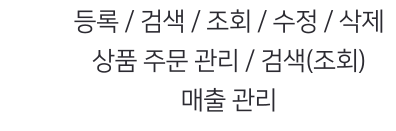 등록 / 검색 / 조회 / 수정 / 삭제
상품 주문 관리 / 검색(조회)
매출 관리